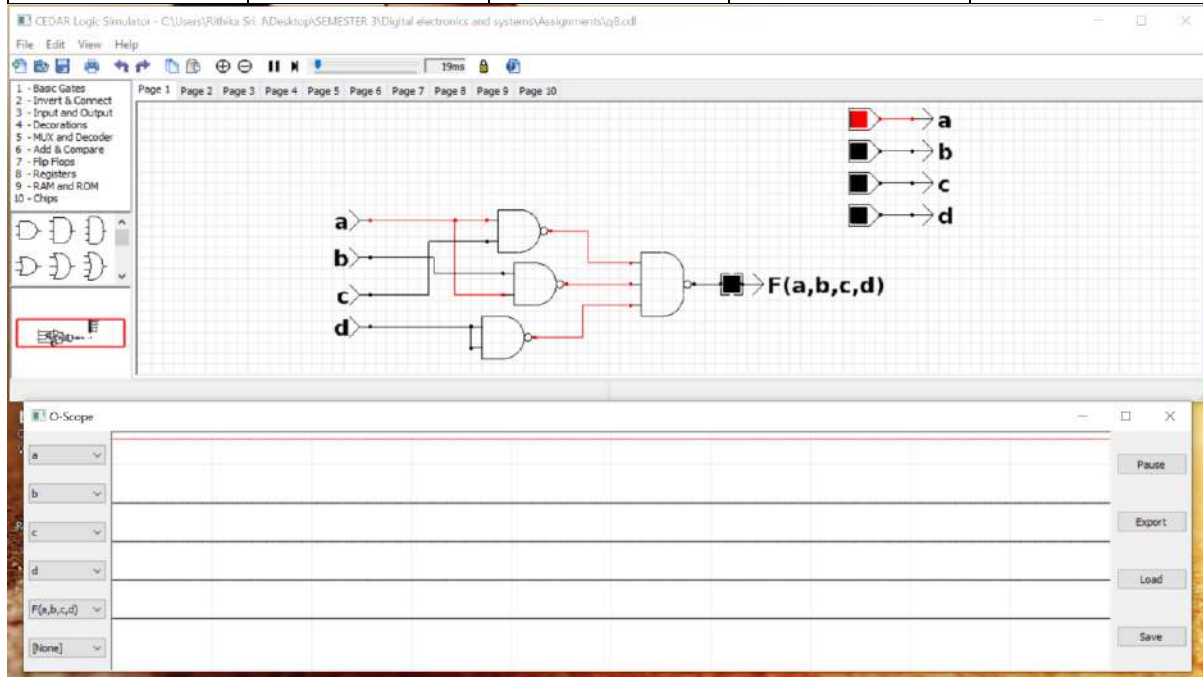 CEDAR Logic Simulator - C:\Users\Rithika Sri. J\Desktop\SEMESTER 3\Digital electronics and systems\Assignments\q8.cdl
File Edit View Help
19ms
1 - Basic Gates
2 - Invert & Connect
3 - Input and Output
4 - Decorations
5 - MUX and Decoder
6 - Add & Compare
7 - Flip Flops
8 - Registers
9 - RAM and ROM
10 - Chips
Page 1 Page 2 Page 3 Page 4 Page 5 Page 6 Page 7 Page 8 Page 9 Page 10
a
b
c
d
a
b
c
d
F(a,b,c,d)
O-Scope
a
b
c
d
F(a,b,c,d)
[None]
Pause
Export
Load
Save